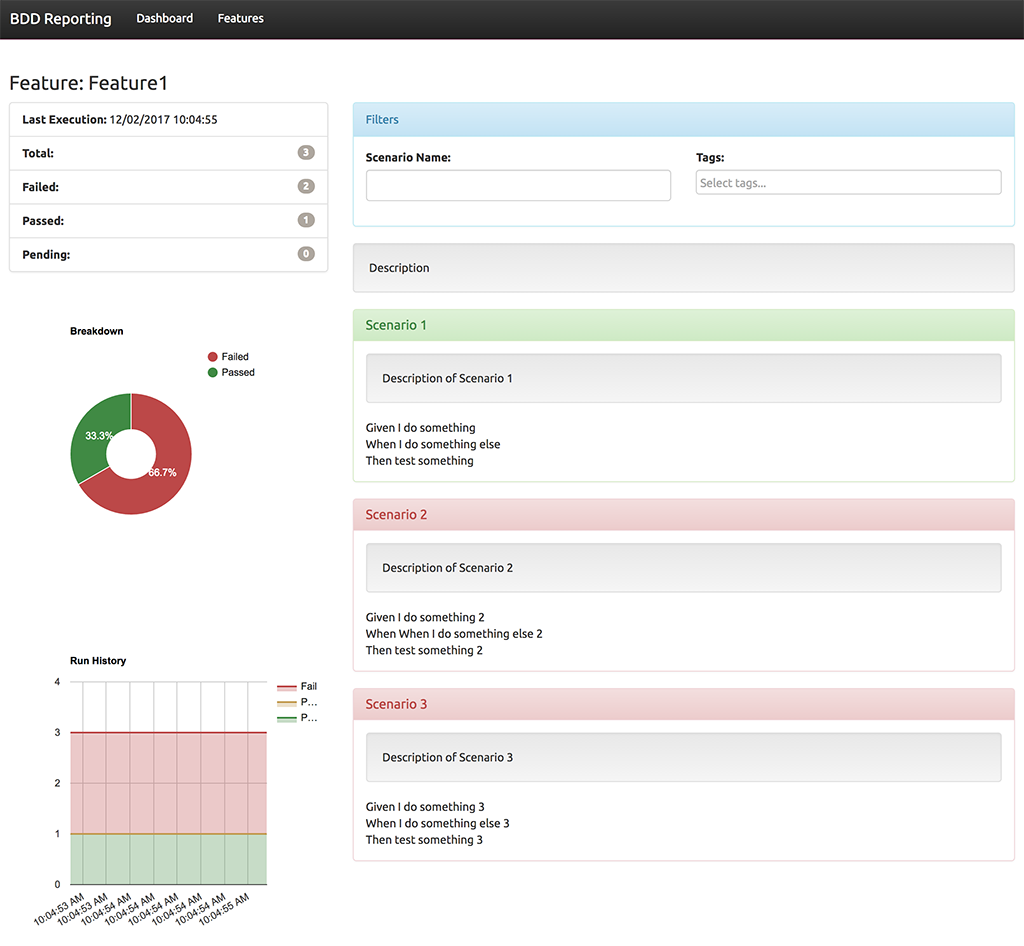 BDD Reporting Dashboard Features
Feature: Feature1
Last Execution: 12/02/2017 10:04:55
Total: 3
Failed: 2
Passed: 1
Pending: 0
Breakdown
Failed
Passed
33.3%
66.7%
Run History
4
3
2
1
0
Fail
P...
P...
10:04:53 AM
10:04:53 AM
10:04:54 AM
10:04:54 AM
10:04:54 AM
10:04:54 AM
10:04:54 AM
10:04:55 AM
Filters
Scenario Name:
Tags:
Select tags...
Description
Scenario 1
Description of Scenario 1
Given I do something
When I do something else
Then test something
Scenario 2
Description of Scenario 2
Given I do something 2
When When I do something else 2
Then test something 2
Scenario 3
Description of Scenario 3
Given I do something 3
When I do something else 3
Then test something 3